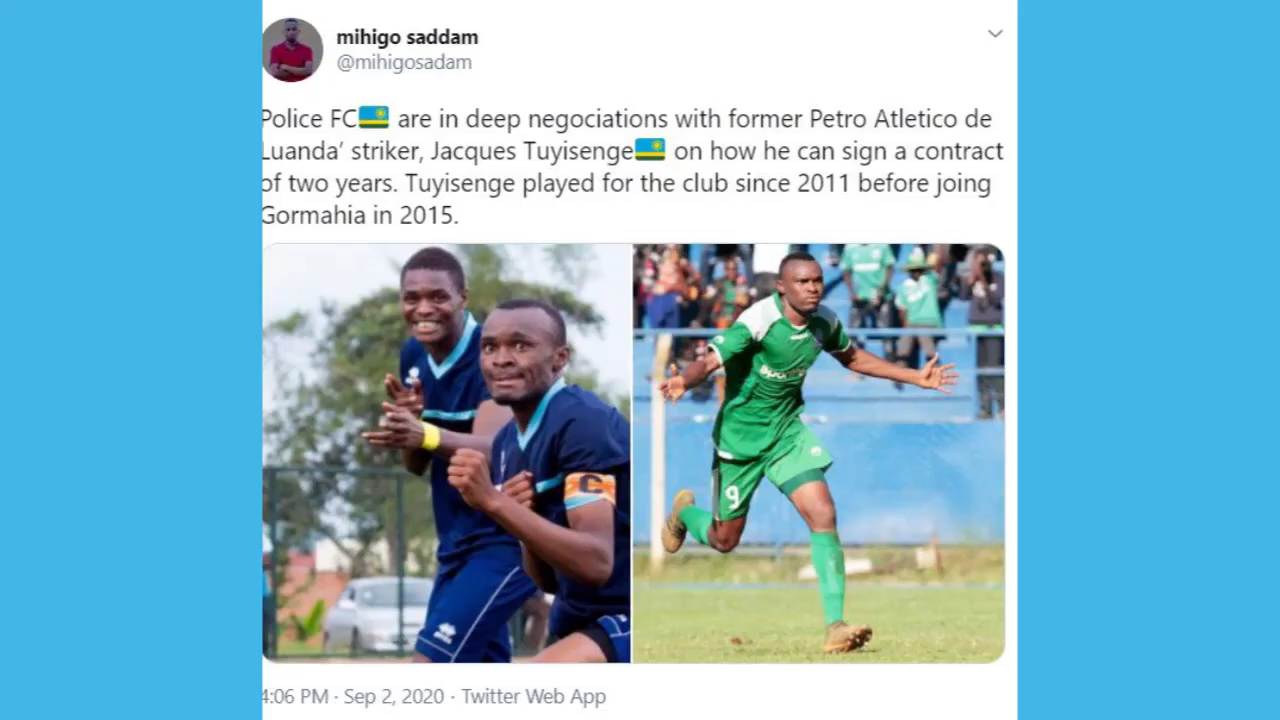 mihigo saddam
@mihigosadam
Police FC🇷🇼 are in deep negociations with former Petro Atletico de
Luanda’ striker, Jacques Tuyisenge🇷🇼 on how he can sign a contract
of two years. Tuyisenge played for the club since 2011 before joing
Gormahia in 2015.
C
9
4:06 PM · Sep 2, 2020 · Twitter Web App